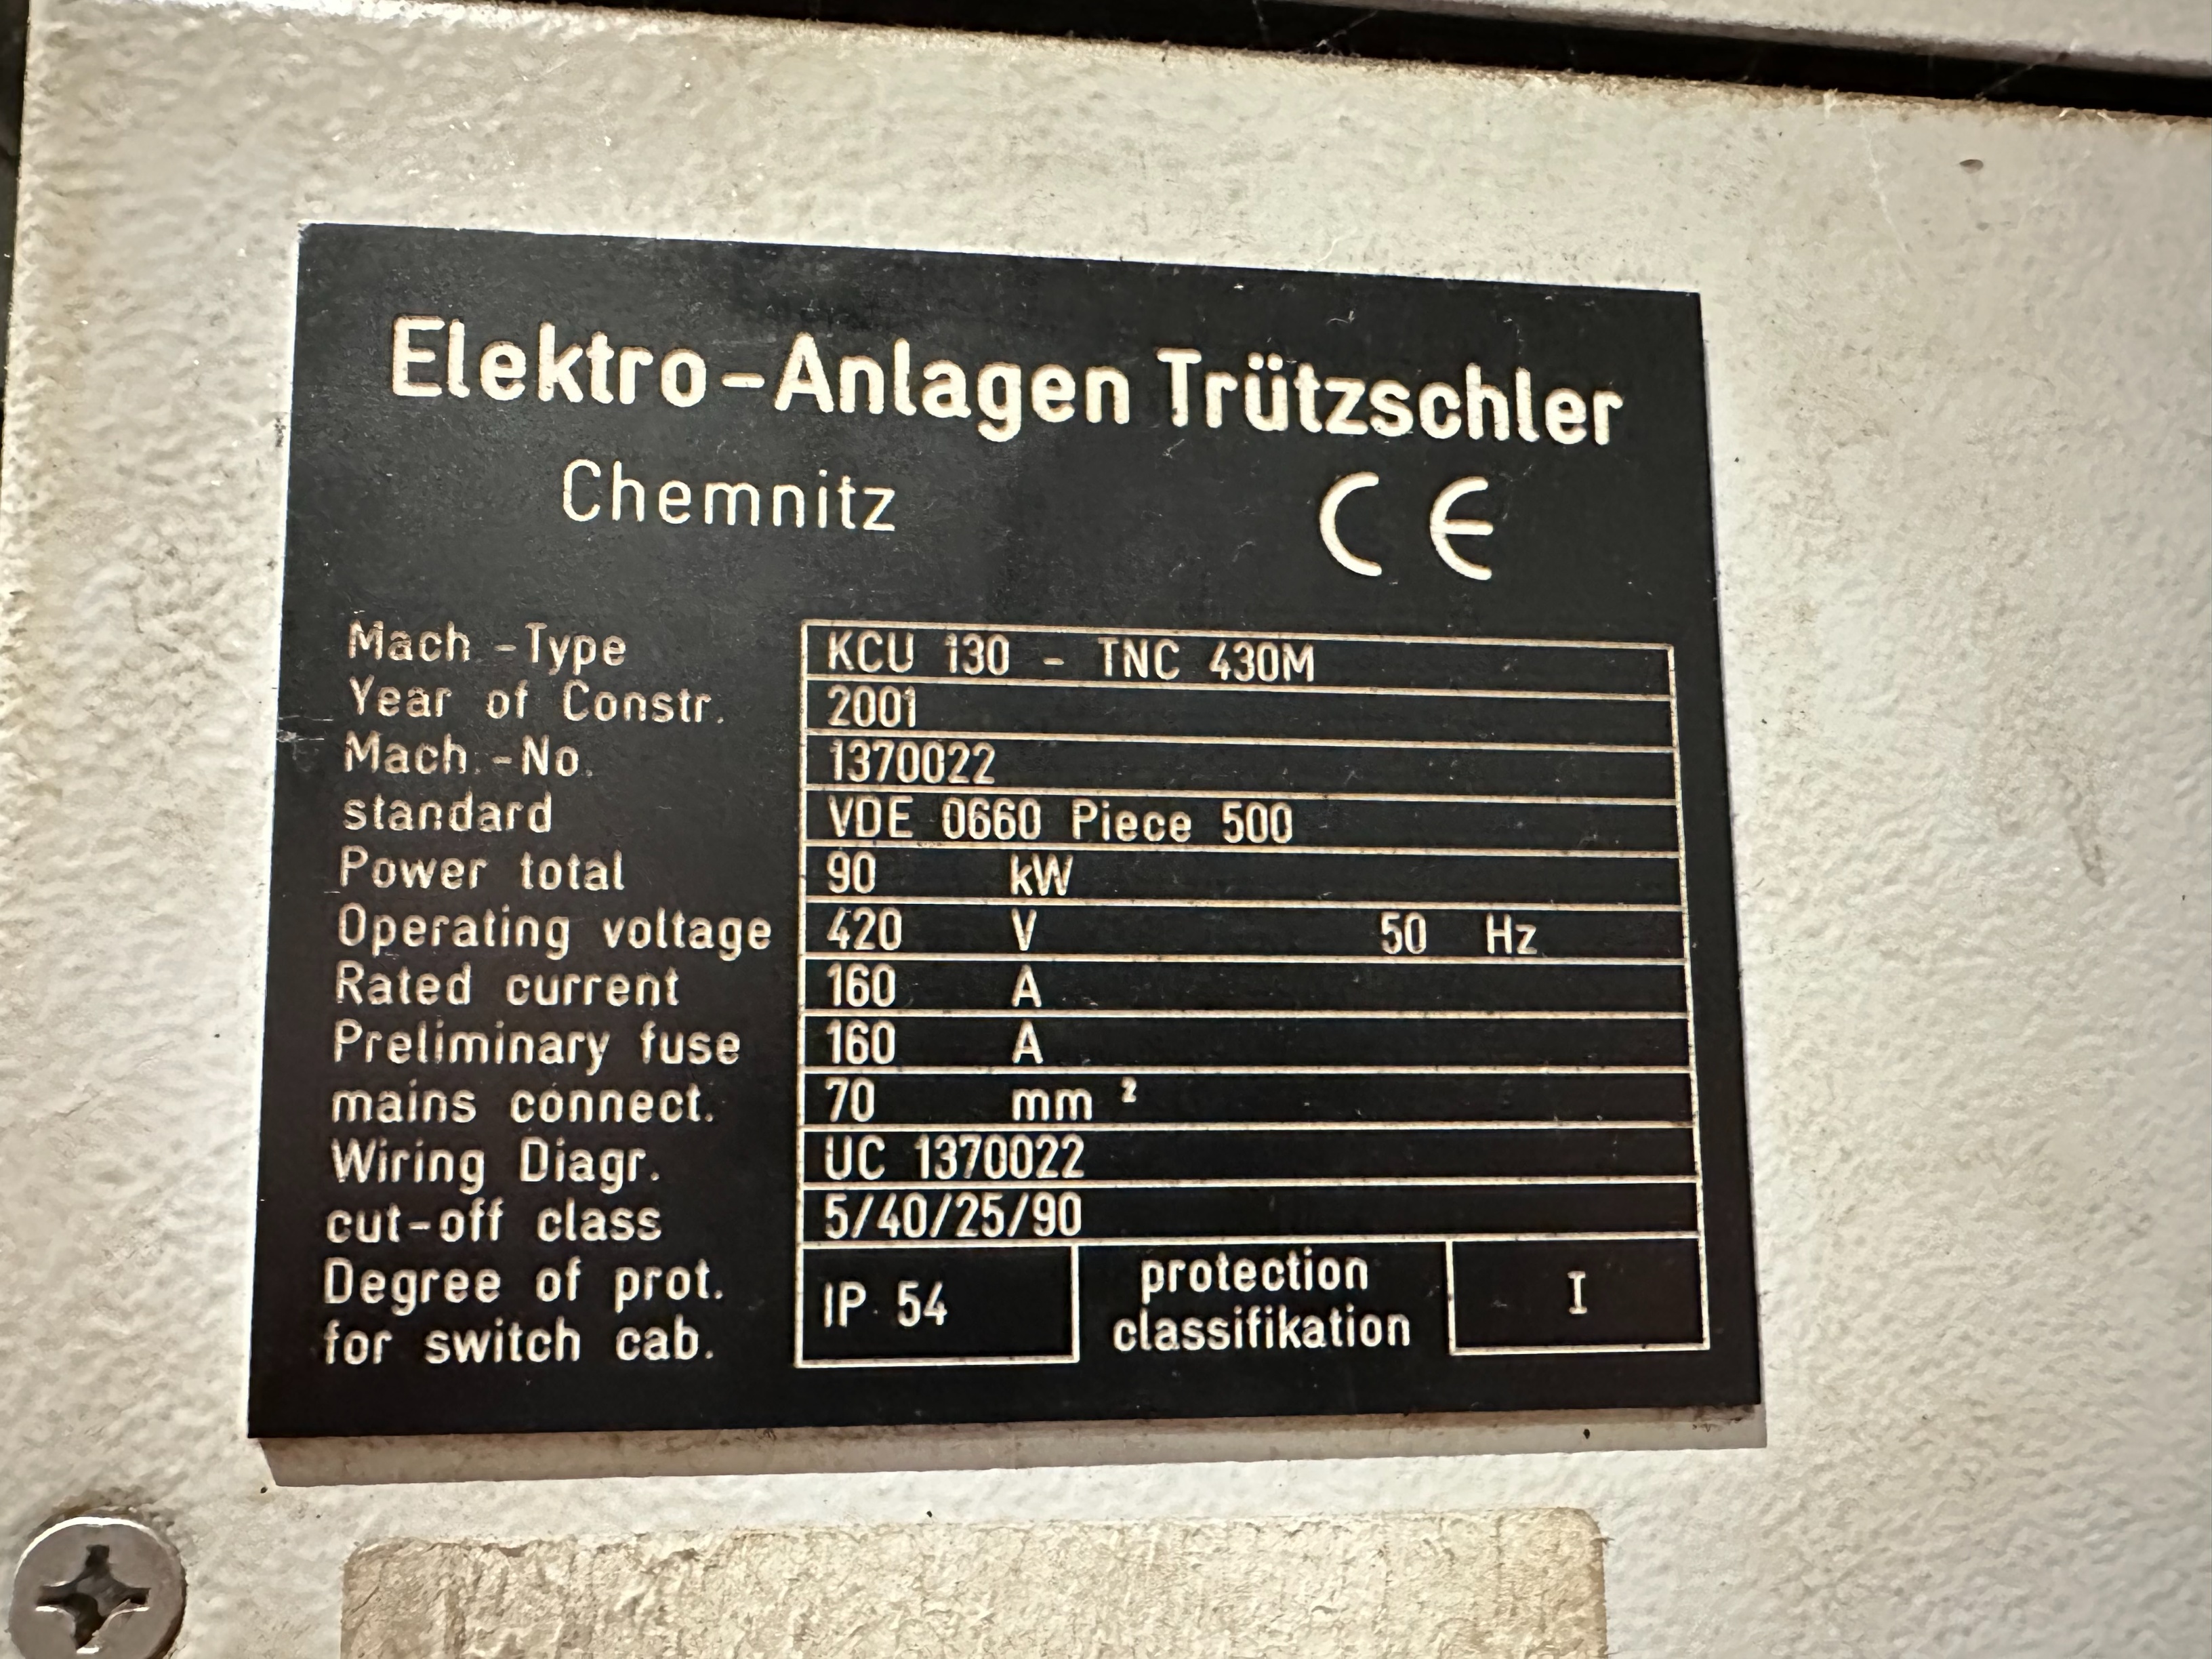 Elektro-Anlagen Trützschler
Chemnitz CE
Mach.-Type KCU 130 - TNC 430M
Year of Constr. 2001
Mach.-No. 1370022
standard VDE 0660 Piece 500
Power total 90 kW
Operating voltage 420 V 50 Hz
Rated current 160 A
Preliminary fuse 160 A
mains connect. 70 mm ²
Wiring Diagr. UC 1370022
cut-off class 5/40/25/90
Degree of prot.
for switch cab. IP 54
protection
classifikation I